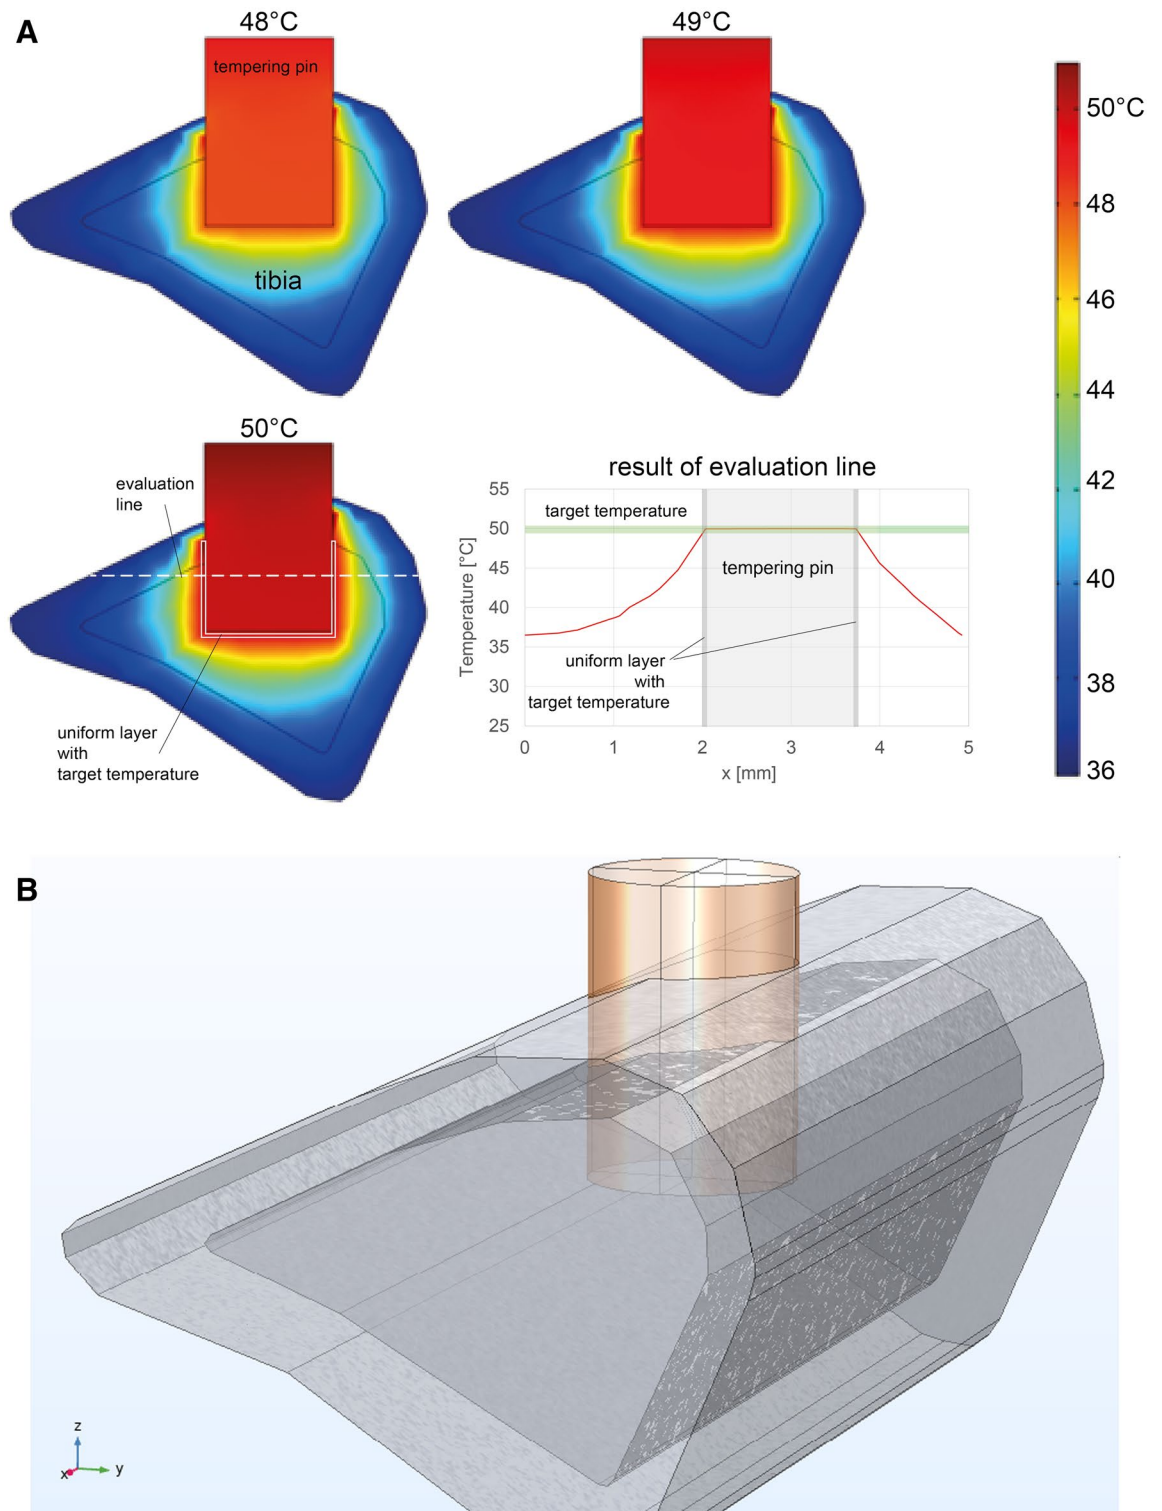 A
48°C
49°C
tempering pin
tibia
50°C
48
46
44
42
40
38
36
50°C
evaluation
line
uniform layer
with
target temperature
result of evaluation line
55
50
45
40
35
30
25
Temperature [°C]
target temperature
tempering pin
uniform layer
with
target temperature
0 1 2 3 4 5
x [mm]
B
z
x
y